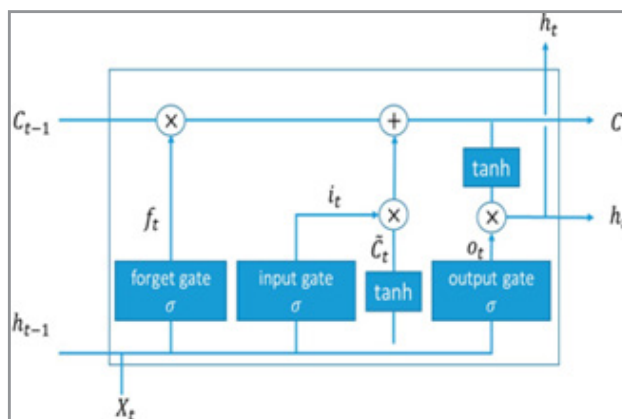 h_t
C_{t-1}
C
tanh
i_t
f_t
C̃_t
o_t
h
forget gate
σ
input gate
σ
tanh
output gate
σ
h_{t-1}
X_t